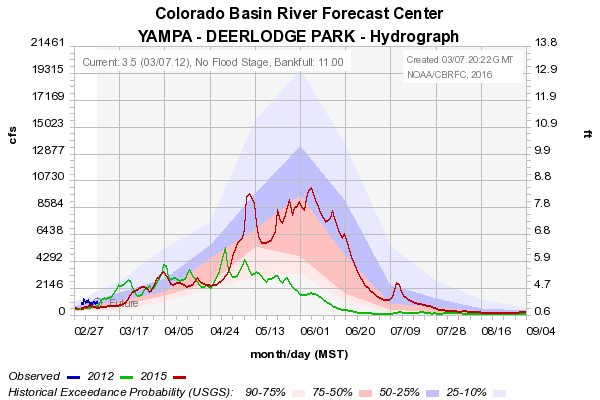 Colorado Basin River Forecast Center
YAMPA - DEERLODGE PARK - Hydrograph
21461 13.8
Current: 3.5 (03/07.12), No Flood Stage, Bankfull: 11.00 Created 03/07.20:22 GMT
NOAA/CBRFC, 2016
19315 12.9
17169 11.9
15023 10.9
cfs ft
12877 9.9
10730 8.8
8584 7.8
6438 6.8
4292 5.9
2146 4.7
Future
0 0.6
02/27 03/17 04/05 04/24 05/13 06/01 06/20 07/09 07/28 08/16 09/04
month/day (MST)
Observed 2012 2015
Historical Exceedance Probability (USGS): 90-75% 75-50% 50-25% 25-10%